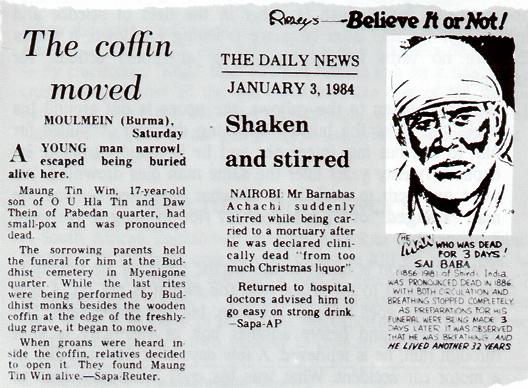 The coffin
moved
MOULMEIN (Burma),
Saturday
A YOUNG man narrowl
escaped being buried
alive here.
Maung Tin Win, 17-year-old
son of O U Hla Tin and Daw
Thein of Pabedan quarter, had
small-pox and was pronounced
dead.
The sorrowing parents held
the funeral for him at the Bud-
dhist cemetery in Myenigone
quarter. While the last rites
were being performed by Bud-
dhist monks besides the wooden
coffin at the edge of the freshly-
dug grave, it began to move.
When groans were heard in-
side the coffin, relatives decided
to open it. They found Maung
Tin Win alive.—Sapa-Reuter.
THE DAILY NEWS
JANUARY 3, 1984
Shaken
and stirred
NAIROBI: Mr Barnabas
Achachi suddenly
stirred while being car-
ried to a mortuary after
he was declared clini-
cally dead "from too
much Christmas liquor".
Returned to hospital,
doctors advised him to
go easy on strong drink.
—Sapa-AP
Ripley's —Believe It or Not!
THE MAN WHO WAS DEAD
FOR 3 DAYS!
SAI BABA
(1856-1918) of Shirdi, India,
WAS PRONOUNCED DEAD IN 1886,
WITH BOTH CIRCULATION AND
BREATHING STOPPED COMPLETELY.
AS PREPARATIONS FOR HIS
FUNERAL WERE BEING MADE 3
DAYS LATER, IT WAS OBSERVED
THAT HE WAS BREATHING AND
HE LIVED ANOTHER 32 YEARS